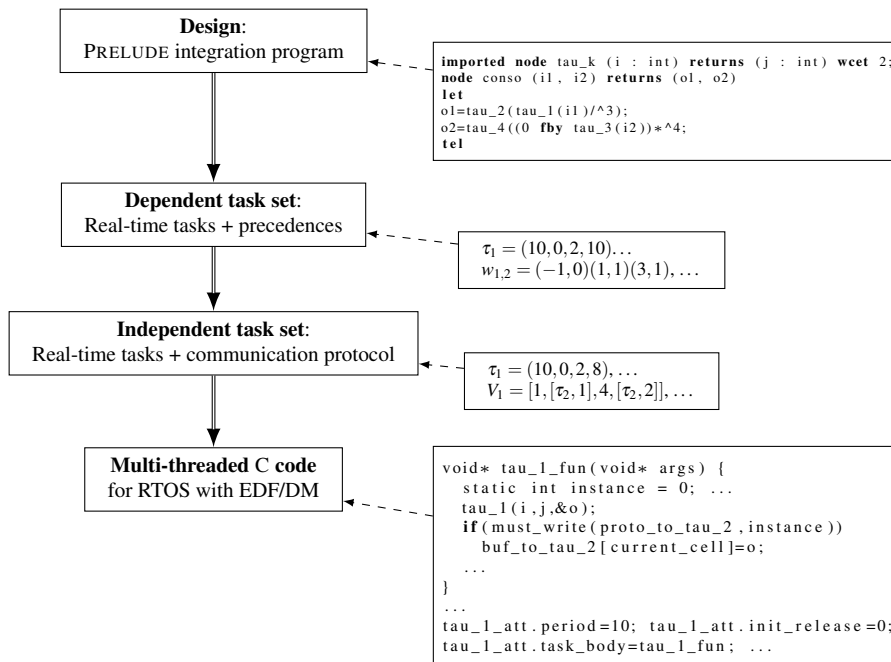 Design:
PRELUDE integration program
imported node tau_k (i : int) returns (j : int) wcet 2;
node conso (i1, i2) returns (o1, o2)
let
o1=tau_2(tau_1(i1)/^3);
o2=tau_4((0 fby tau_3(i2))*^4;
tel
Dependent task set:
Real-time tasks + precedences
τ₁ = (10,0,2,10)...
w₁,₂ = (−1,0)(1,1)(3,1),...
Independent task set:
Real-time tasks + communication protocol
τ₁ = (10,0,2,8),...
V₁ = [1,[τ₂,1],4,[τ₂,2]],...
Multi-threaded C code
for RTOS with EDF/DM
void* tau_1_fun(void* args) {
static int instance = 0; ...
tau_1(i,j,&o);
if(must_write(proto_to_tau_2,instance))
buf_to_tau_2[current_cell]=o;
...
}
...
tau_1_att.period=10; tau_1_att.init_release=0;
tau_1_att.task_body=tau_1_fun; ...